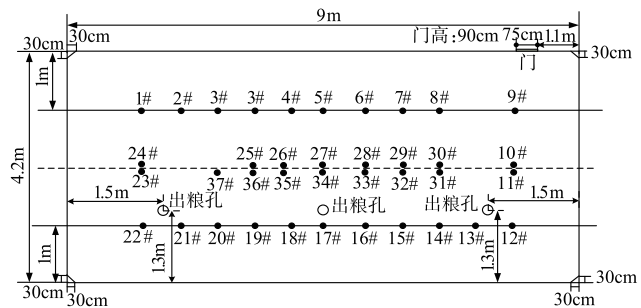 9m
30cm
30cm
门高:90cm
75cm
1.1m
30cm
门
1m
1#
2#
3#
3#
4#
5#
6#
7#
8#
9#
4.2m
24#
25#
26#
27#
28#
29#
30#
10#
23#
37#
36#
35#
34#
33#
32#
31#
11#
1.5m
出粮孔
出粮孔
出粮孔
1.5m
22#
21#
20#
19#
18#
17#
16#
15#
14#
13#
12#
1m
1.3m
1.3m
30cm
30cm
30cm
30cm